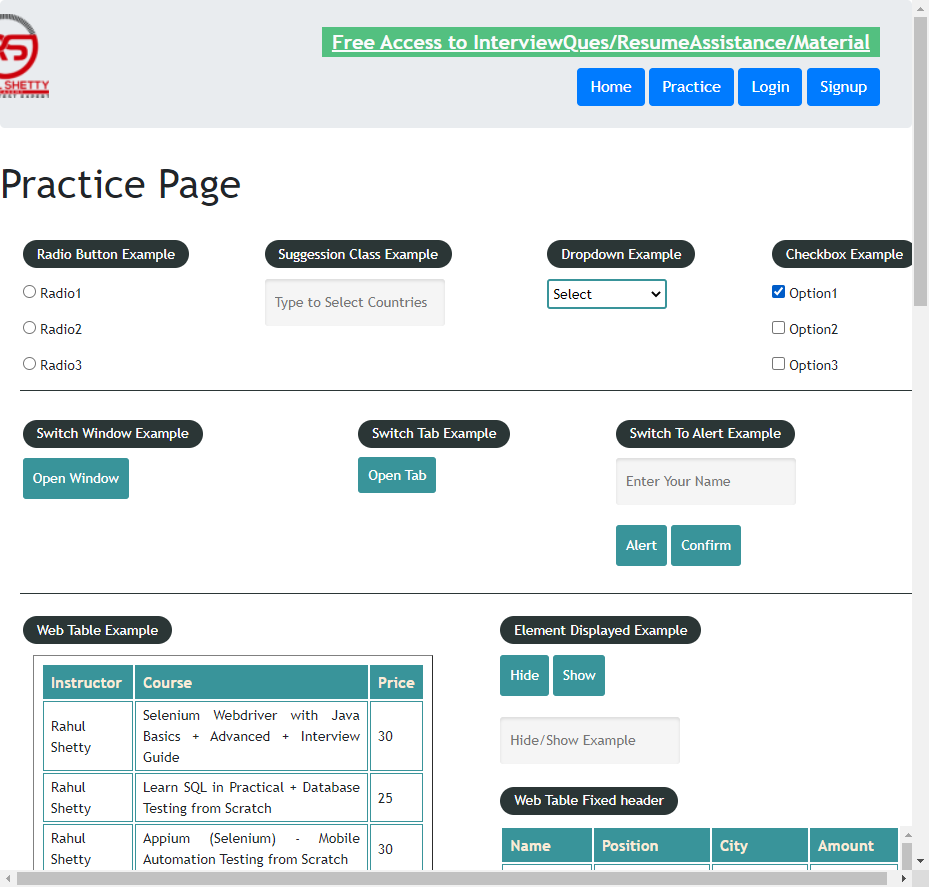 L SHETTY
Free Access to InterviewQues/ResumeAssistance/Material
Home Practice Login Signup
Practice Page
Radio Button Example
Radio1
Radio2
Radio3
Suggession Class Example
Type to Select Countries
Dropdown Example
Select
Checkbox Example
Option1
Option2
Option3
Switch Window Example
Open Window
Switch Tab Example
Open Tab
Switch To Alert Example
Enter Your Name
Alert Confirm
Web Table Example
Instructor Course Price
Rahul Shetty Selenium Webdriver with Java Basics + Advanced + Interview Guide 30
Rahul Shetty Learn SQL in Practical + Database Testing from Scratch 25
Rahul Shetty Appium (Selenium) - Mobile Automation Testing from Scratch 30
Element Displayed Example
Hide Show
Hide/Show Example
Web Table Fixed header
Name Position City Amount